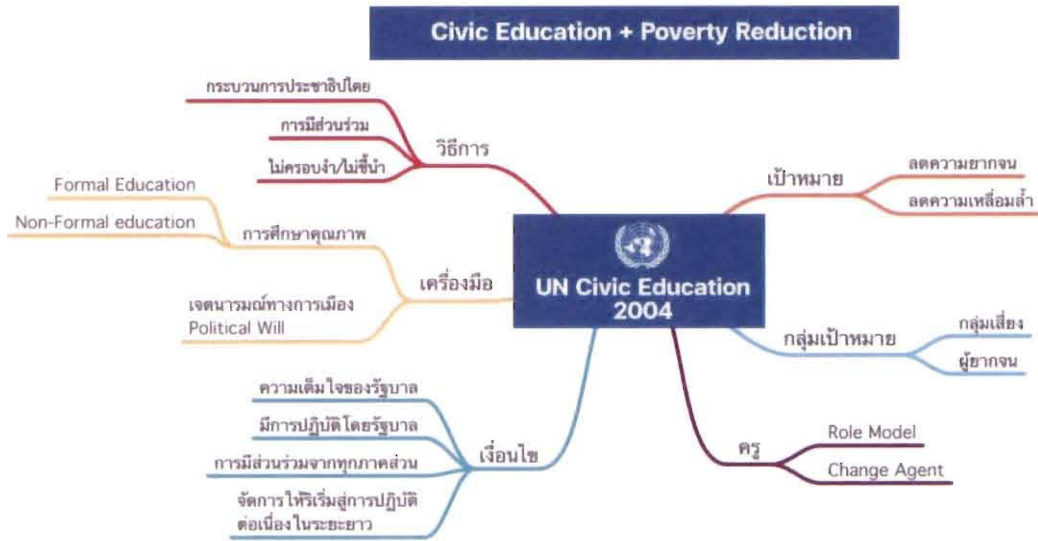 Civic Education + Poverty Reduction
กระบวนการประชาธิปไตย
การมีส่วนร่วม
ไม่ครอบงำ/ไม่ชี้นำ
วิธีการ
Formal Education
Non-Formal education
การศึกษาคุณภาพ
เจตนารมณ์ทางการเมือง
Political Will
เครื่องมือ
ความเต็มใจของรัฐบาล
มีการปฏิบัติโดยรัฐบาล
การมีส่วนร่วมจากทุกภาคส่วน
จัดการให้ริเริ่มสู่การปฏิบัติ
ต่อเนื่องในระยะยาว
เงื่อนไข
UN Civic Education
2004
เป้าหมาย
ลดความยากจน
ลดความเหลื่อมล้ำ
กลุ่มเป้าหมาย
กลุ่มเสี่ยง
ผู้ยากจน
ครู
Role Model
Change Agent